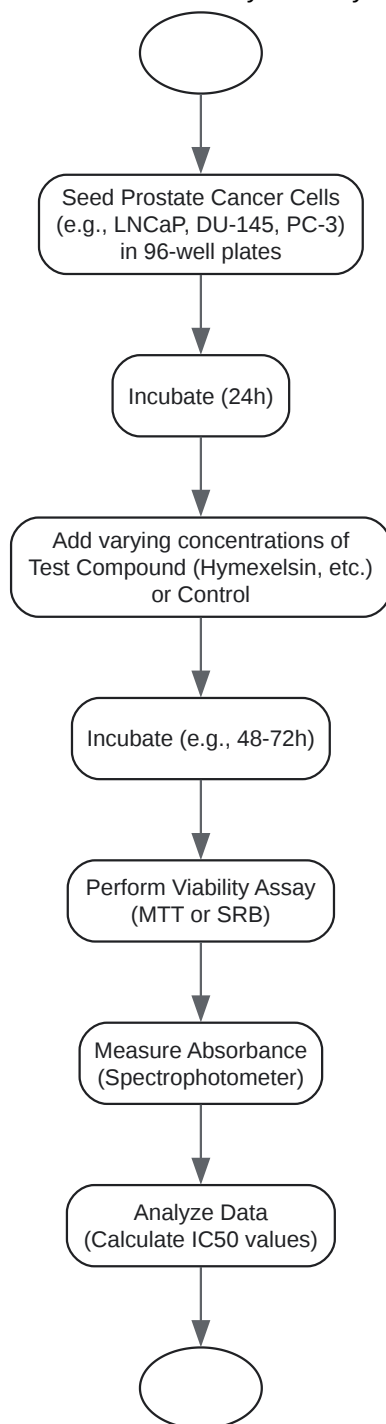 Seed Prostate Cancer Cells
(e.g., LNCaP, DU-145, PC-3)
in 96-well plates
Incubate (24h)
Add varying concentrations of
Test Compound (Hymexelsin, etc.)
or Control
Incubate (e.g., 48-72h)
Perform Viability Assay
(MTT or SRB)
Measure Absorbance
(Spectrophotometer)
Analyze Data
(Calculate IC50 values)